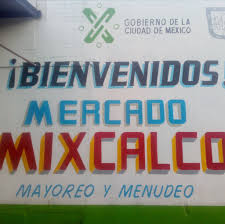 GOBIERNO DE LA
CIUDAD DE MÉXICO
¡BIENVENIDOS!
MERCADO
MIXCALCO
MAYOREO Y MENUDEO